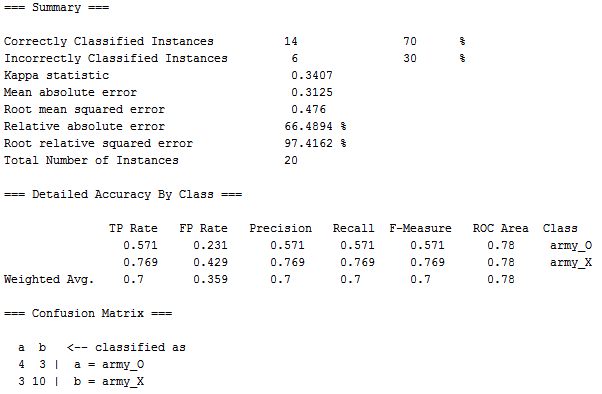 === Summary ===
Correctly Classified Instances 14 70 %
Incorrectly Classified Instances 6 30 %
Kappa statistic 0.3407
Mean absolute error 0.3125
Root mean squared error 0.476
Relative absolute error 66.4894 %
Root relative squared error 97.4162 %
Total Number of Instances 20
=== Detailed Accuracy By Class ===
TP Rate FP Rate Precision Recall F-Measure ROC Area Class
0.571 0.231 0.571 0.571 0.571 0.78 army_O
0.769 0.429 0.769 0.769 0.769 0.78 army_X
Weighted Avg. 0.7 0.359 0.7 0.7 0.7 0.78
=== Confusion Matrix ===
a b <-- classified as
4 3 | a = army_O
3 10 | b = army_X